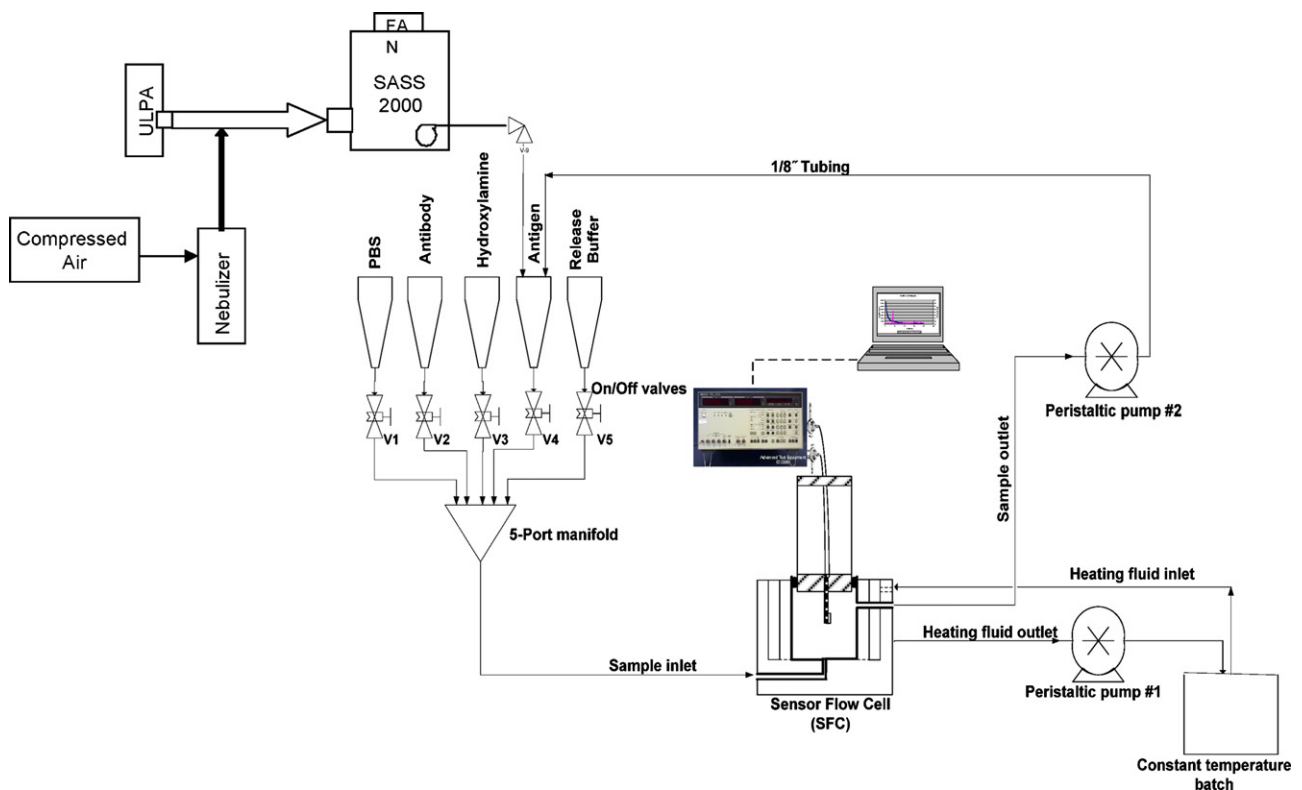 FA
N
SASS
2000
ULPA
V-9
1/8˝ Tubing
Compressed
Air
Nebulizer
PBS
Antibody
Hydroxylamine
Antigen
Release
Buffer
On/Off valves
V1
V2
V3
V4
V5
Peristaltic pump #2
5-Port manifold
Sample outlet
Heating fluid inlet
Heating fluid outlet
Sample inlet
Peristaltic pump #1
Sensor Flow Cell
(SFC)
Constant temperature
batch